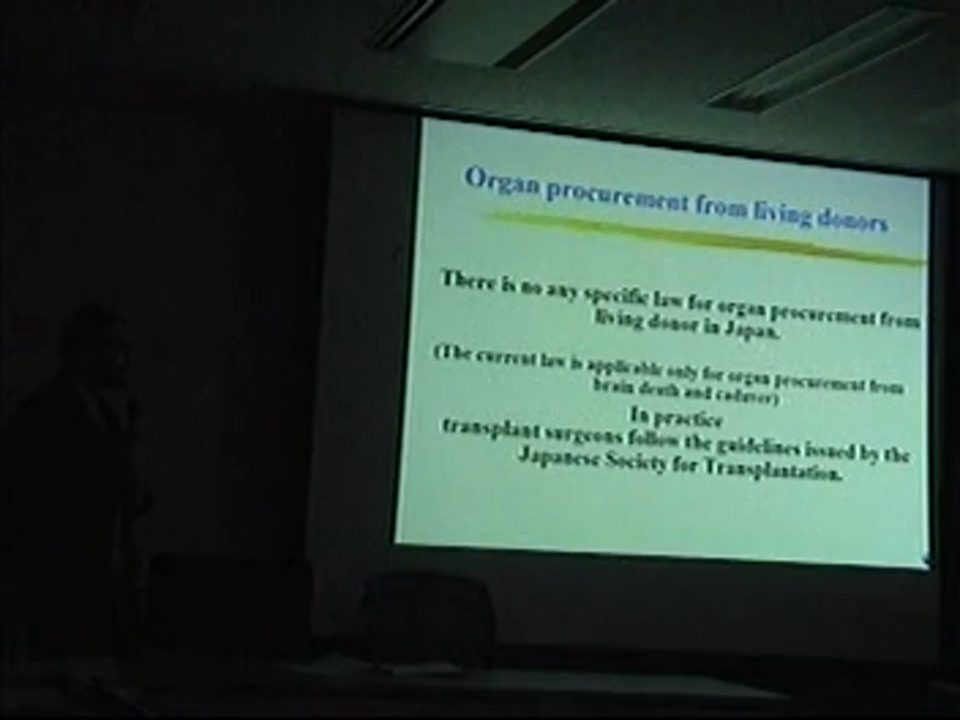 Organ procurement from living donors
There is no any specific law for organ procurement from
living donor in Japan.
(The current law is applicable only for organ procurement from
brain death and cadaver)
In practice
transplant surgeons follow the guidelines issued by the
Japanese Society for Transplantation.